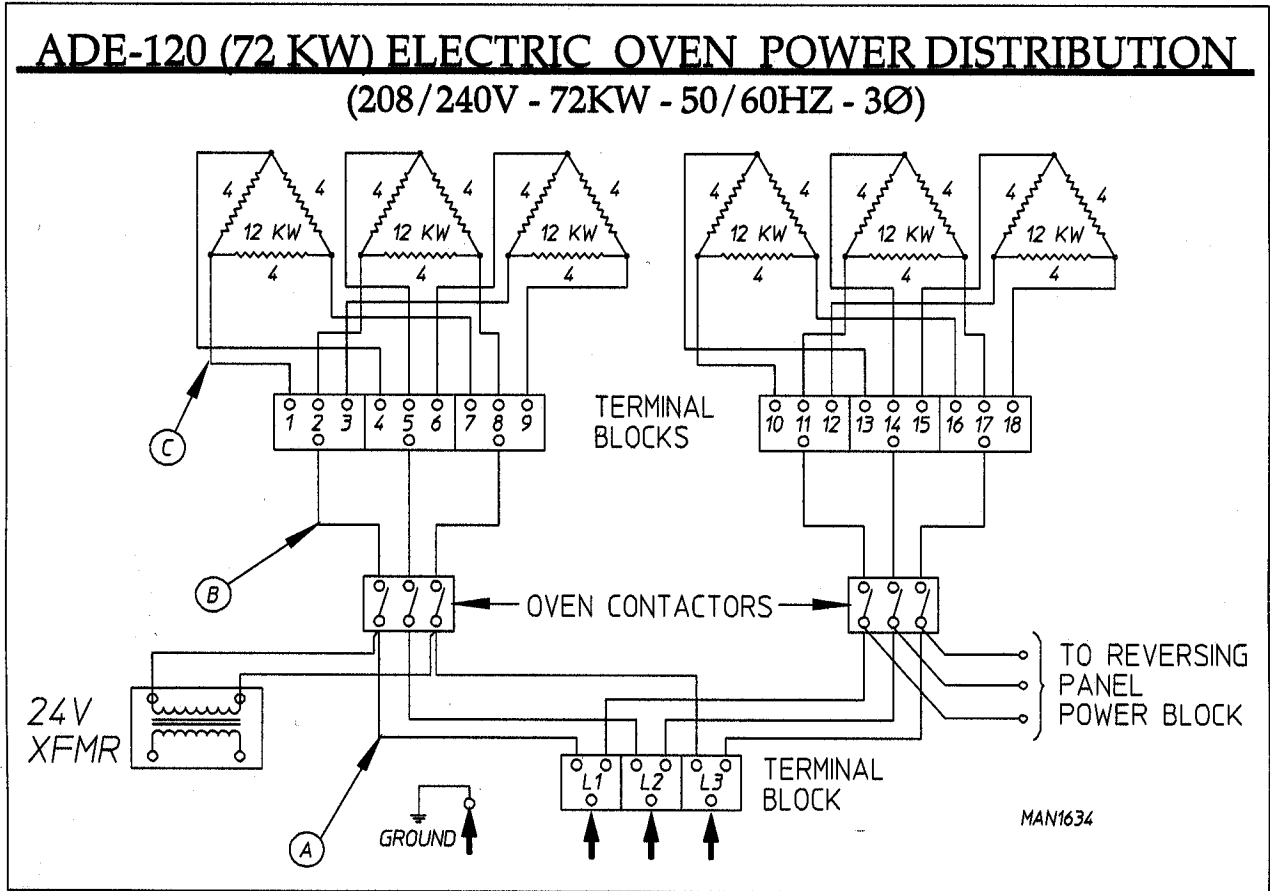 ADE-120 (72 KW) ELECTRIC OVEN POWER DISTRIBUTION
(208/240V - 72KW - 50/60HZ - 3Ø)
4 4 4 4 4 4 4 4 4 4 4 4
12 KW 12 KW 12 KW 12 KW 12 KW 12 KW
4 4 4 4 4 4
1 2 3 4 5 6 7 8 9
TERMINAL
BLOCKS
10 11 12 13 14 15 16 17 18
C
B
OVEN CONTACTORS
24V
XFMR
TO REVERSING
PANEL
POWER BLOCK
L1 L2 L3
TERMINAL
BLOCK
GROUND
A
MAN1634